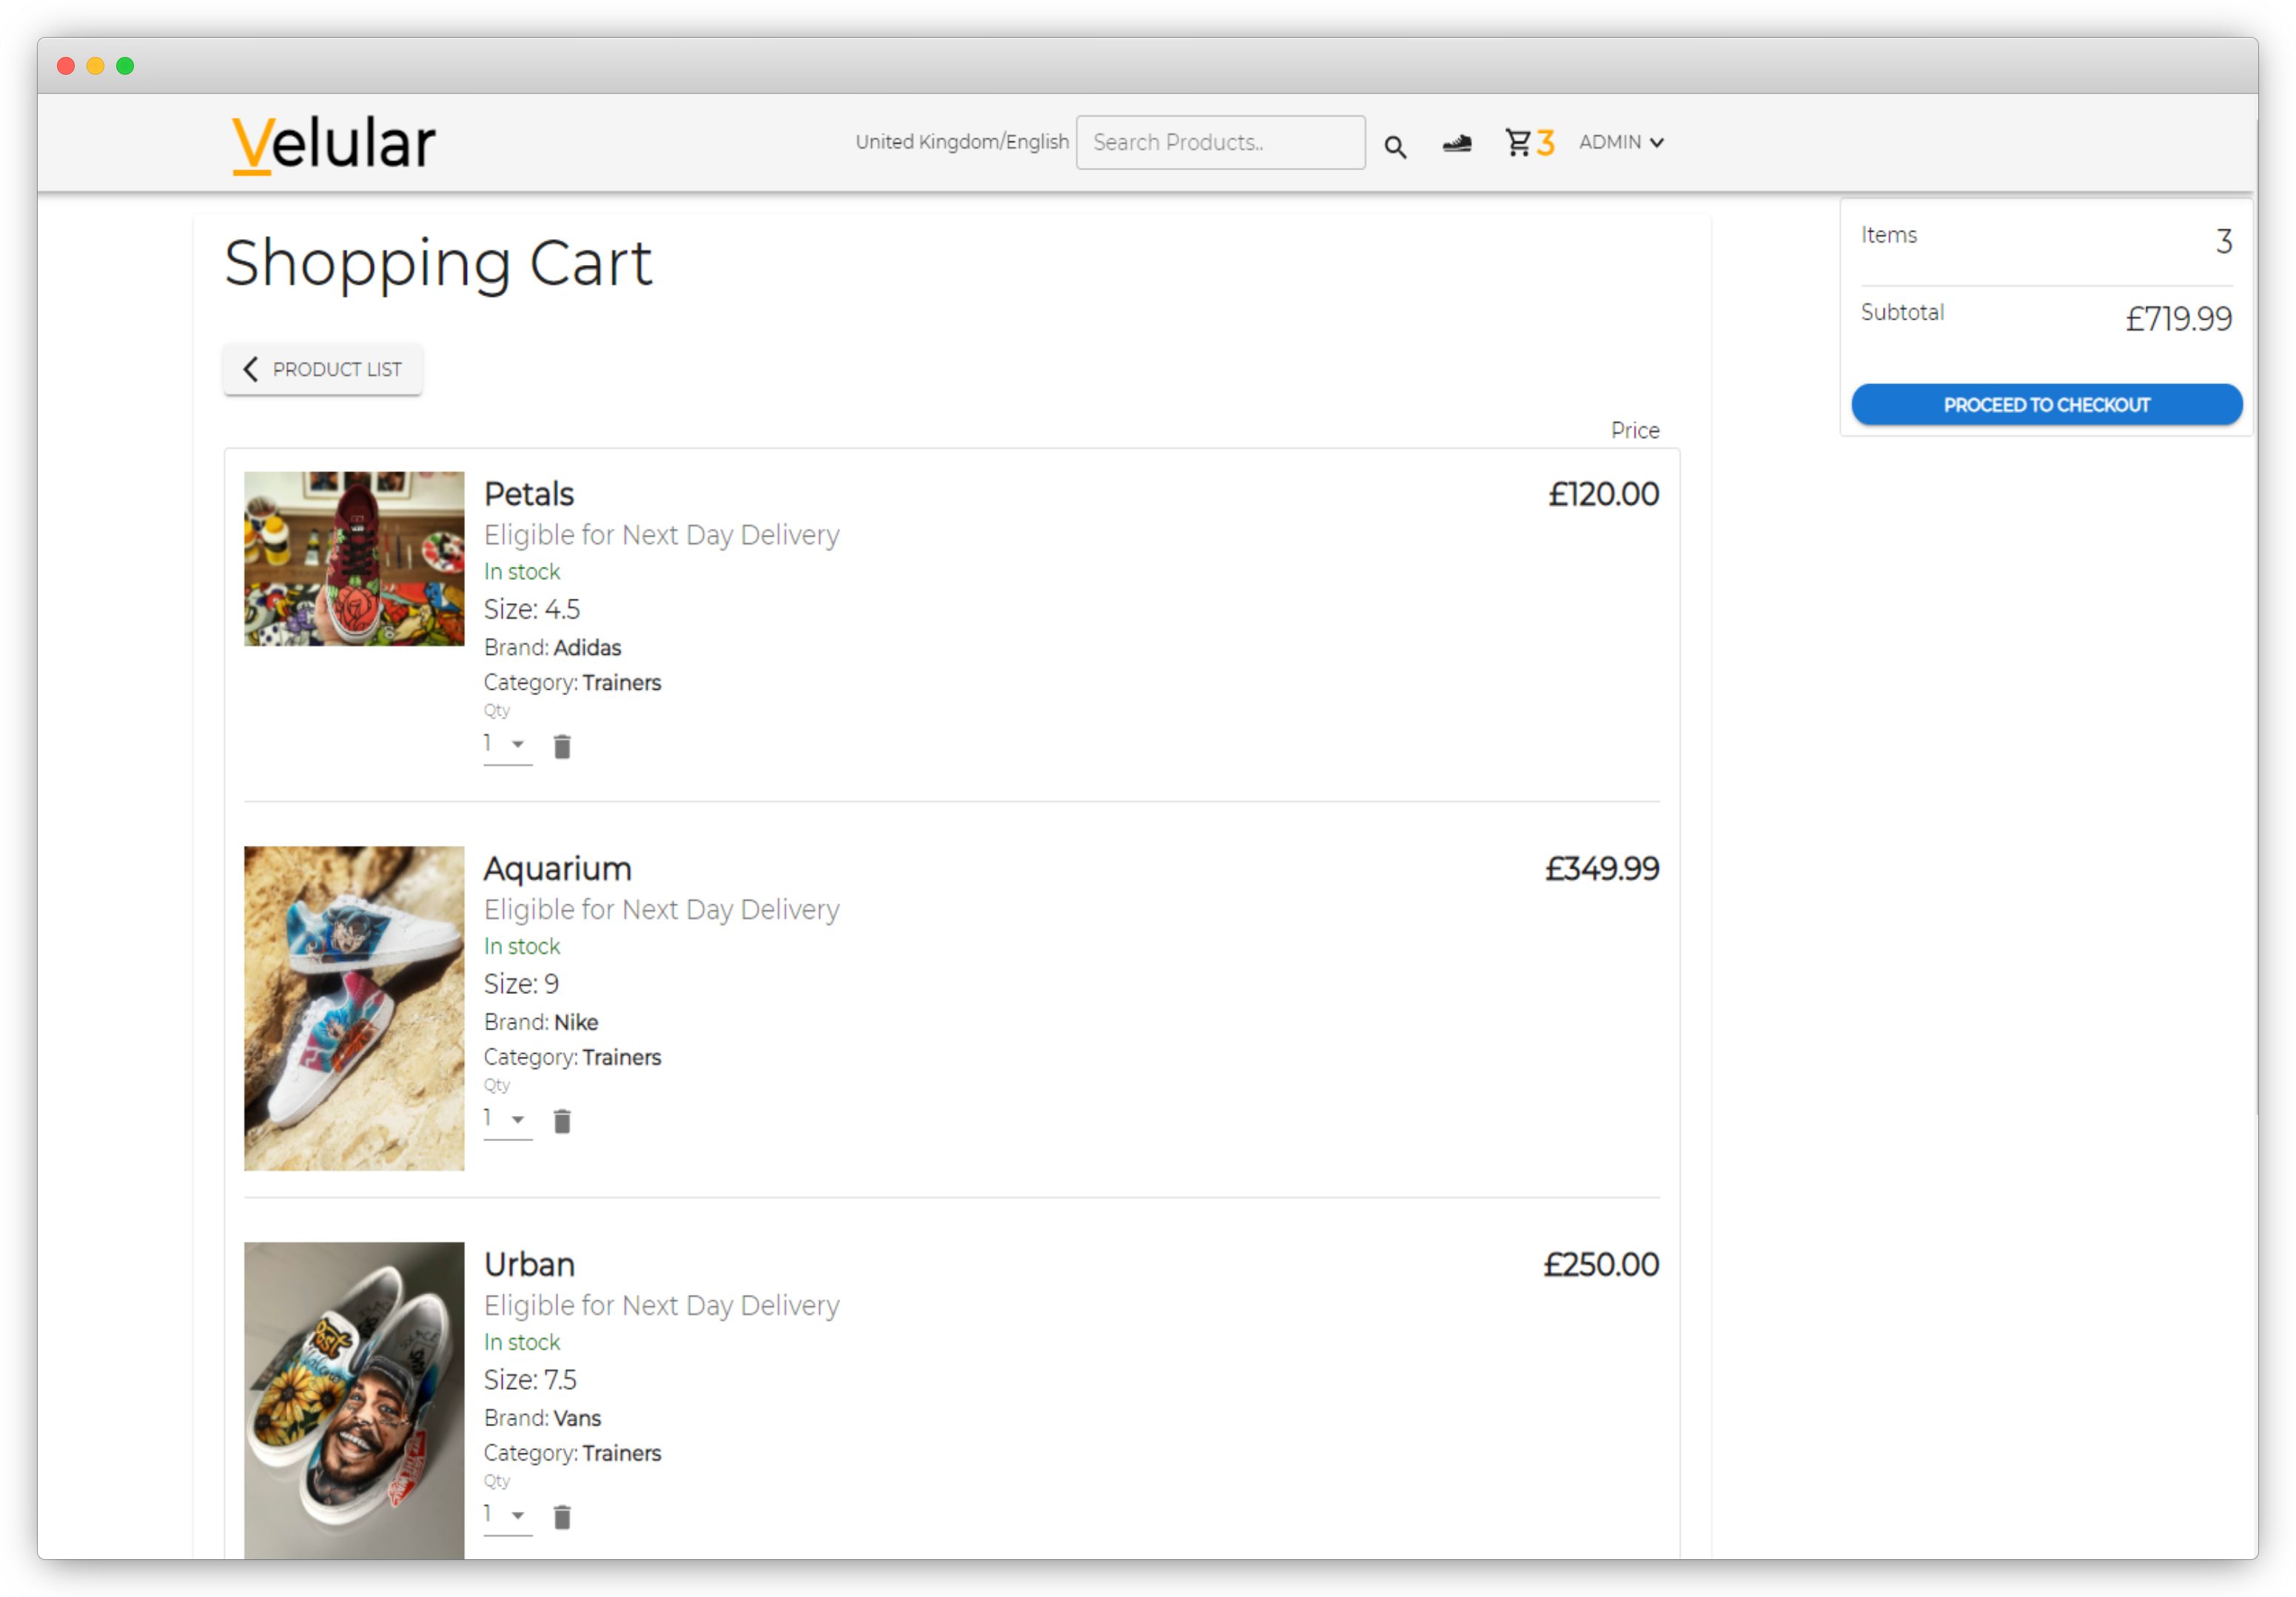 Velular
United Kingdom/English
Search Products..
3
ADMIN
Shopping Cart
Items
3
Subtotal
£719.99
PROCEED TO CHECKOUT
PRODUCT LIST
Price
Petals
£120.00
Eligible for Next Day Delivery
In stock
Size: 4.5
Brand: Adidas
Category: Trainers
Qty
1
Aquarium
£349.99
Eligible for Next Day Delivery
In stock
Size: 9
Brand: Nike
Category: Trainers
Qty
1
Urban
£250.00
Eligible for Next Day Delivery
In stock
Size: 7.5
Brand: Vans
Category: Trainers
Qty
1